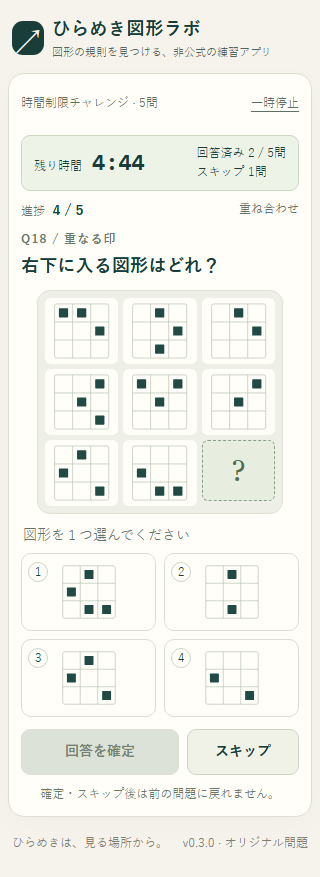 ひらめき図形ラボ
図形の規則を見つける、非公式の練習アプリ
時間制限チャレンジ · 5問
一時停止
残り時間 4:44
回答済み 2 / 5問
スキップ 1問
進捗 4 / 5
重ね合わせ
Q18 / 重なる印
右下に入る図形はどれ？
?
図形を 1 つ選んでください
1
2
3
4
回答を確定
スキップ
確定・スキップ後は前の問題に戻れません。
ひらめきは、見る場所から。
v0.3.0 · オリジナル問題